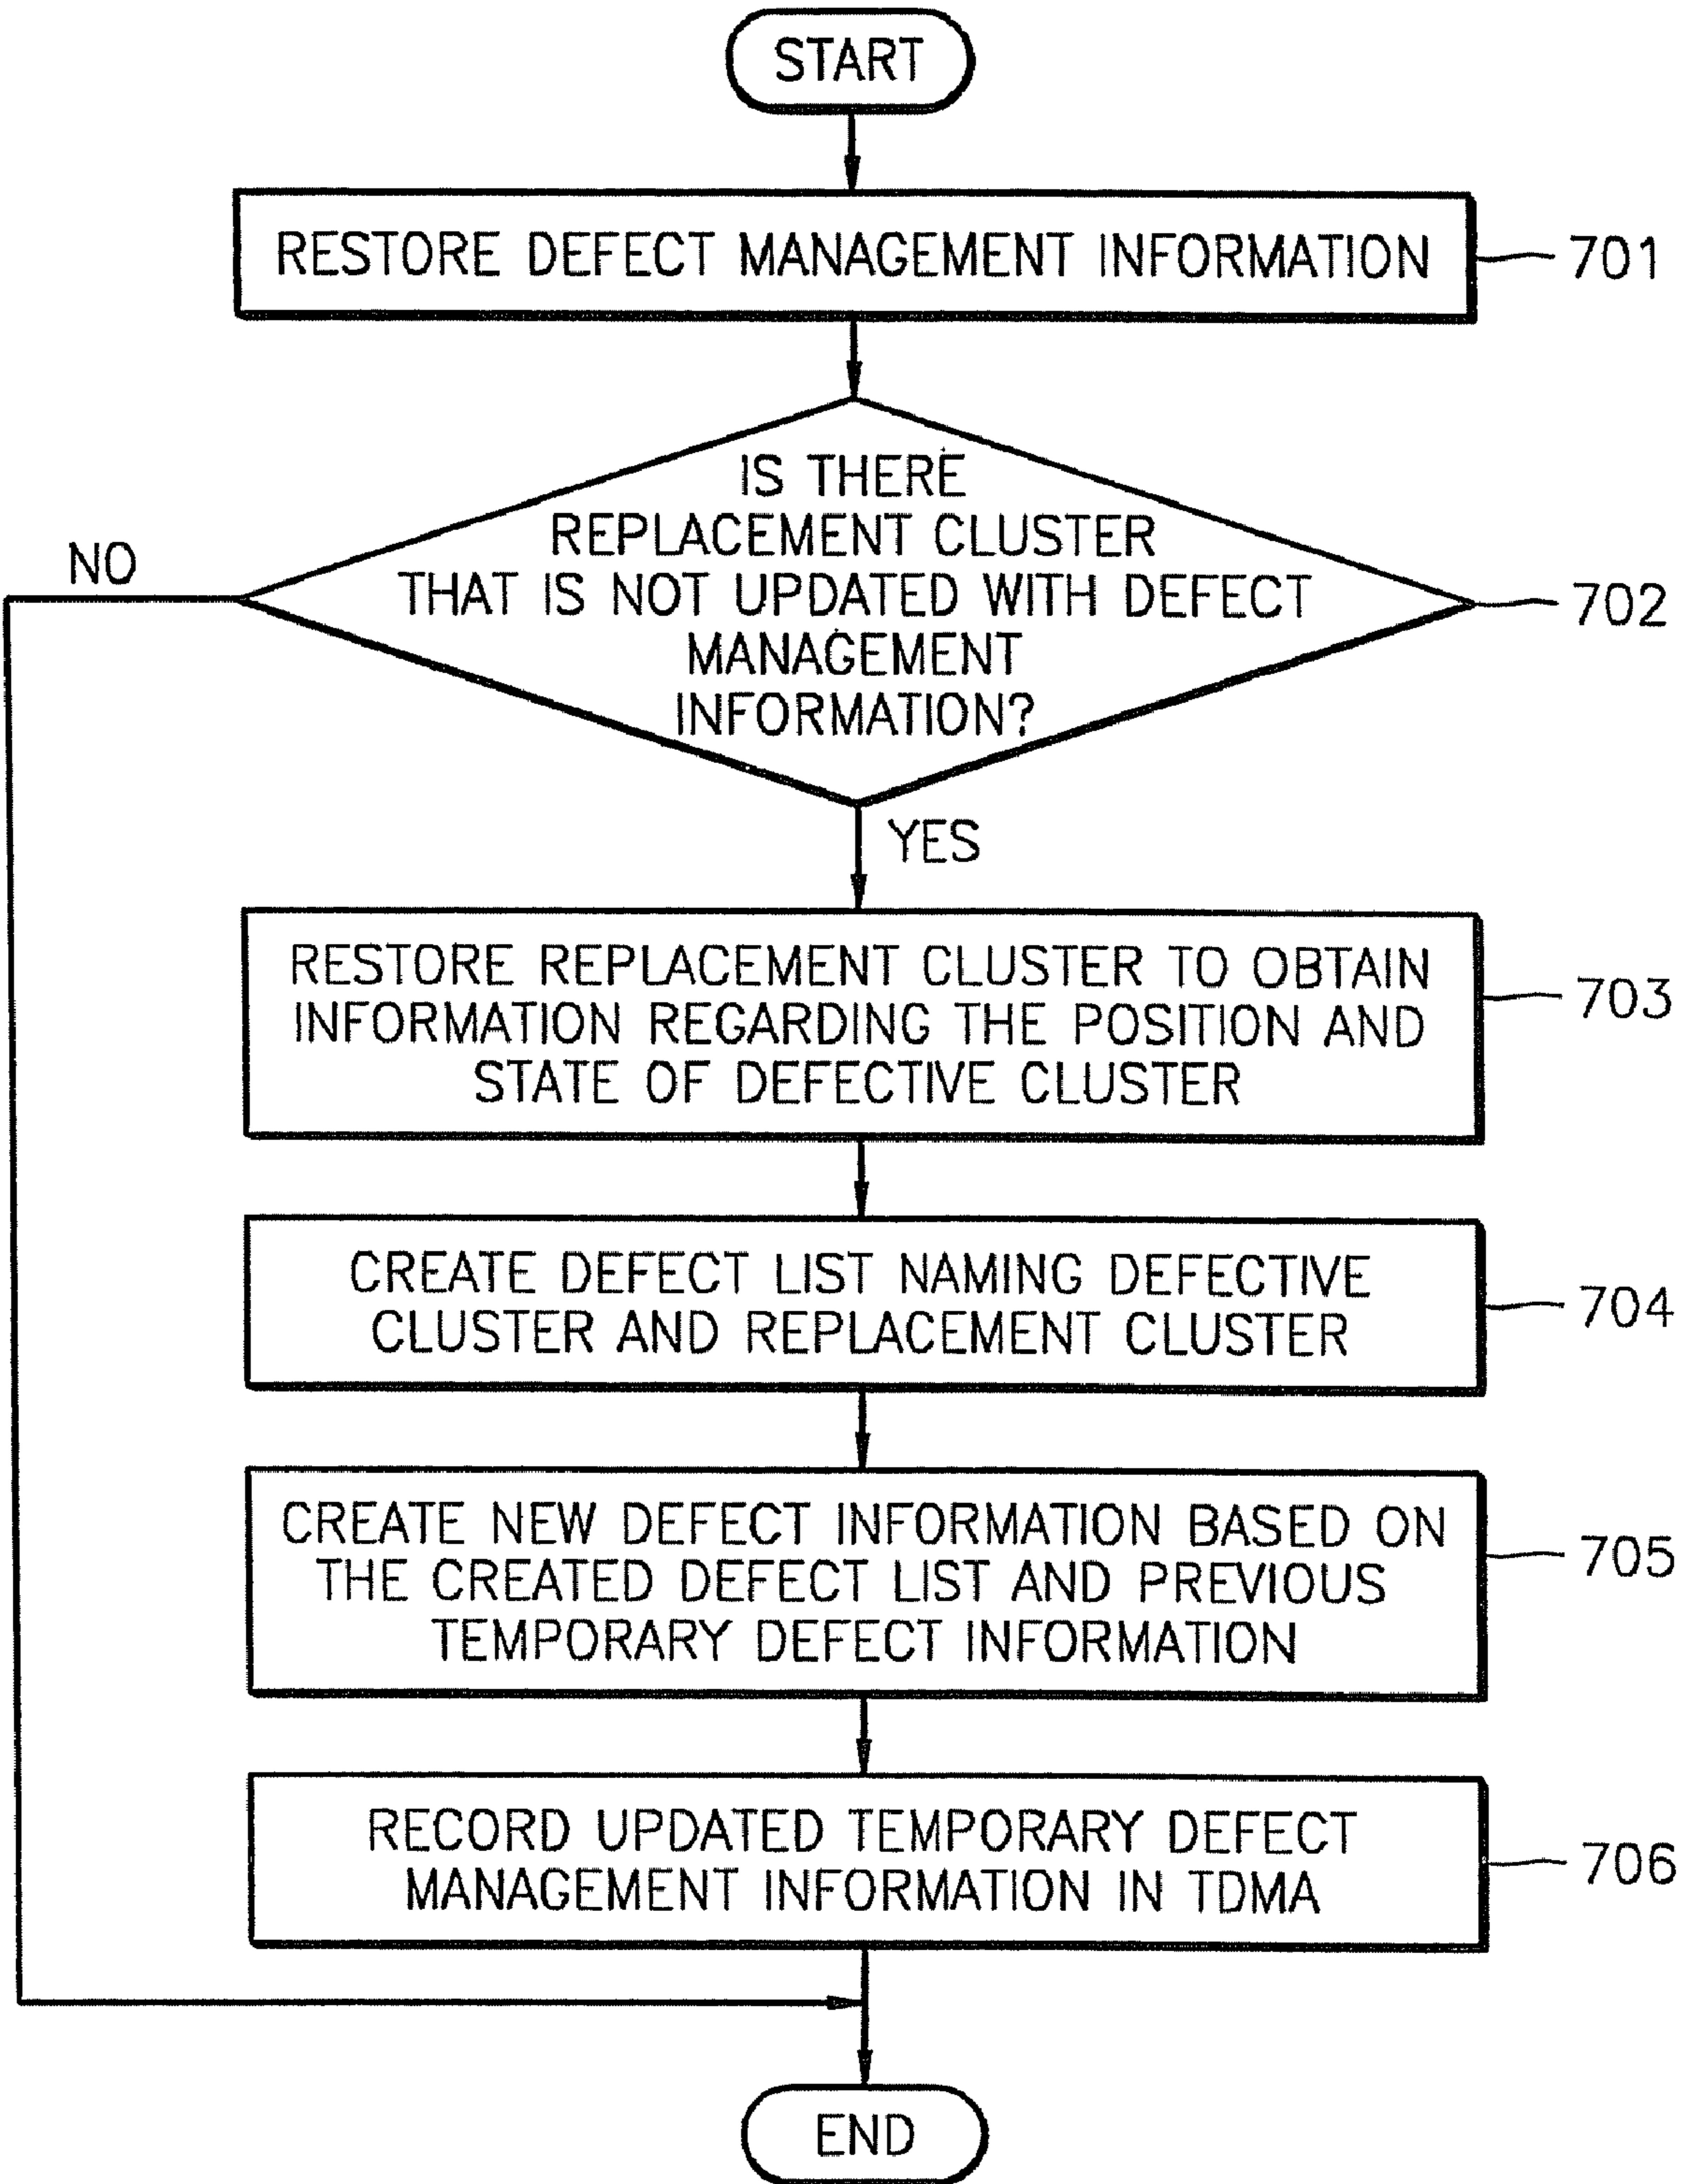 START
RESTORE DEFECT MANAGEMENT INFORMATION
701
IS THERE
REPLACEMENT CLUSTER
THAT IS NOT UPDATED WITH DEFECT
MANAGEMENT
INFORMATION?
702
NO
YES
RESTORE REPLACEMENT CLUSTER TO OBTAIN
INFORMATION REGARDING THE POSITION AND
STATE OF DEFECTIVE CLUSTER
703
CREATE DEFECT LIST NAMING DEFECTIVE
CLUSTER AND REPLACEMENT CLUSTER
704
CREATE NEW DEFECT INFORMATION BASED ON
THE CREATED DEFECT LIST AND PREVIOUS
TEMPORARY DEFECT INFORMATION
705
RECORD UPDATED TEMPORARY DEFECT
MANAGEMENT INFORMATION IN TDMA
706
END